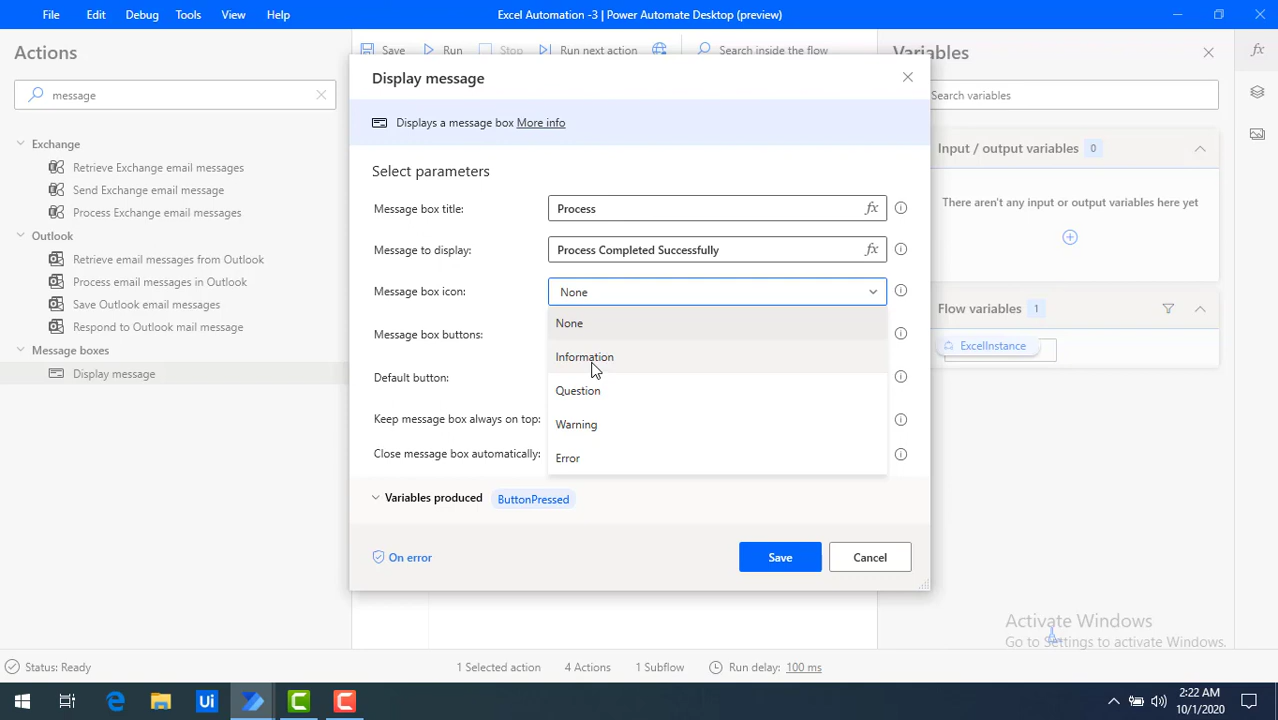 File Edit Debug Tools View Help Excel Automation -3 | Power Automate Desktop (preview)
Actions
message
Exchange
Retrieve Exchange email messages
Send Exchange email message
Process Exchange email messages
Outlook
Retrieve email messages from Outlook
Process email messages in Outlook
Save Outlook email messages
Respond to Outlook mail message
Message boxes
Display message
Save Run Stop Run next action Search inside the flow
Display message
Displays a message box More info
Select parameters
Message box title: Process fx
Message to display: Process Completed Successfully fx
Message box icon: None
None
Information
Question
Warning
Error
Message box buttons:
Default button:
Keep message box always on top:
Close message box automatically:
Variables produced ButtonPressed
On error Save Cancel
Variables
fx
Search variables
Input / output variables 0
There aren't any input or output variables here yet
Flow variables 1
ExcelInstance
Activate Windows
Go to Settings to activate Windows.
Status: Ready 1 Selected action 4 Actions 1 Subflow Run delay: 100 ms
Ui
2:22 AM
10/1/2020